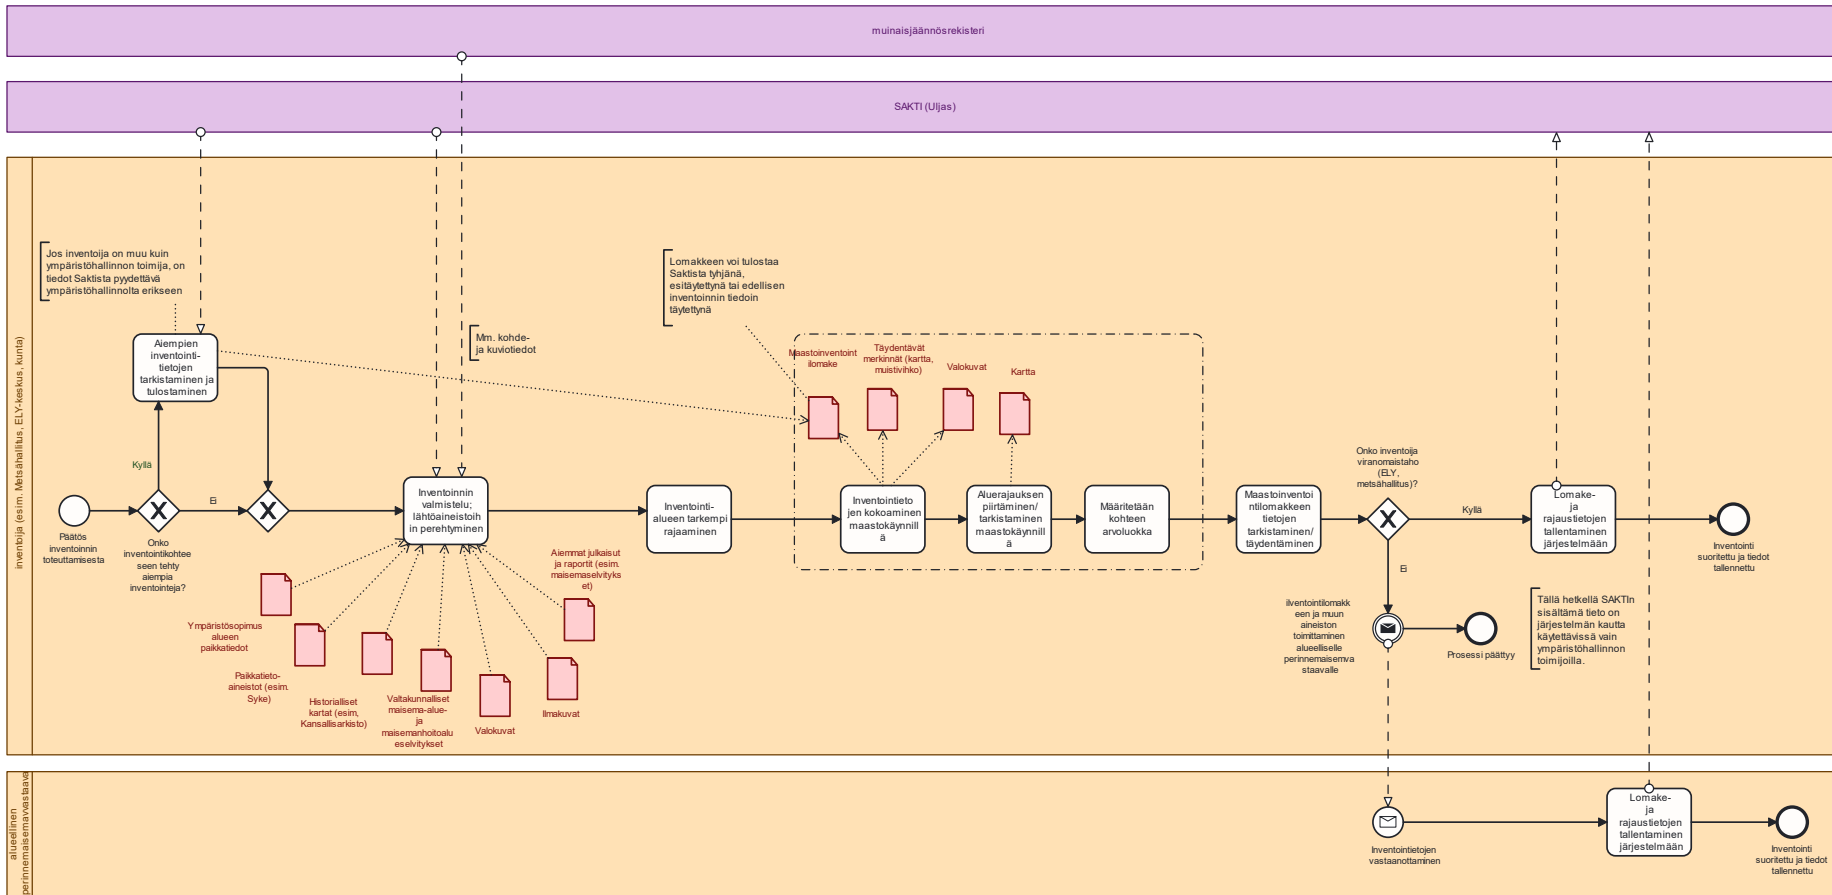 muinaisjäännösrekisteri
SAKTI (Uljas)
inventoija (esim. Metsähallitus, ELY-keskus, kunta)
Jos inventoija on muu kuin
ympäristöhallinnon toimija, on
tiedot Saktista pyydettävä
ympäristöhallinnolta erikseen
Lomakkeen voi tulostaa
Saktista tyhjänä,
esitäytettynä tai edellisen
inventoinnin tiedoin
täytettynä
Mm. kohde-
ja kuviotiedot
Aiempien
inventointi-
tietojen
tarkistaminen ja
tulostaminen
Maastoinventoint
ilomake
Täydentävät
merkinnät (kartta,
muistivihko)
Valokuvat
Kartta
Kyllä
Ei
Päätös
inventoinnin
toteuttamisesta
Onko
inventointikohtee
seen tehty
aiempia
inventointeja?
Inventoinnin
valmistelu;
lähtöaineistoih
in perehtyminen
Inventointi-
alueen tarkempi
rajaaminen
Inventointieto
jen kokoaminen
maastokäynnill
ä
Aluerajauksen
piirtäminen/
tarkistaminen
maastokäynnill
ä
Määritetään
kohteen
arvoluokka
Maastoinventoi
ntilomakkeen
tietojen
tarkistaminen/
täydentäminen
Onko inventoija
viranomaistaho
(ELY,
metsähallitus)?
Kyllä
Ei
Lomake-
ja
rajaustietojen
tallentaminen
järjestelmään
Inventointi
suoritettu ja tiedot
tallennettu
Ympäristösopimus
alueen
paikkatiedot
Paikkatieto-
aineistot (esim.
Syke)
Historialliset
kartat (esim,
Kansallisarkisto)
Valtakunnalliset
maisema-alue-
ja
maisemanhoitoalu
eselvitykset
Valokuvat
Ilmakuvat
Aiemmat julkaisut
ja raportit (esim.
maisemaselvityks
et)
ilventointilomakk
een ja muun
aineiston
toimittaminen
alueelliselle
perinnemaisemva
staavalle
Prosessi päättyy
Tällä hetkellä SAKTIn
sisältämä tieto on
järjestelmän kautta
käytettävissä vain
ympäristöhallinnon
toimijoilla.
alueellinen
perinnemaisemavastaava
Inventointietojen
vastaanottaminen
Lomake-
ja
rajaustietojen
tallentaminen
järjestelmään
Inventointi
suoritettu ja tiedot
tallennettu